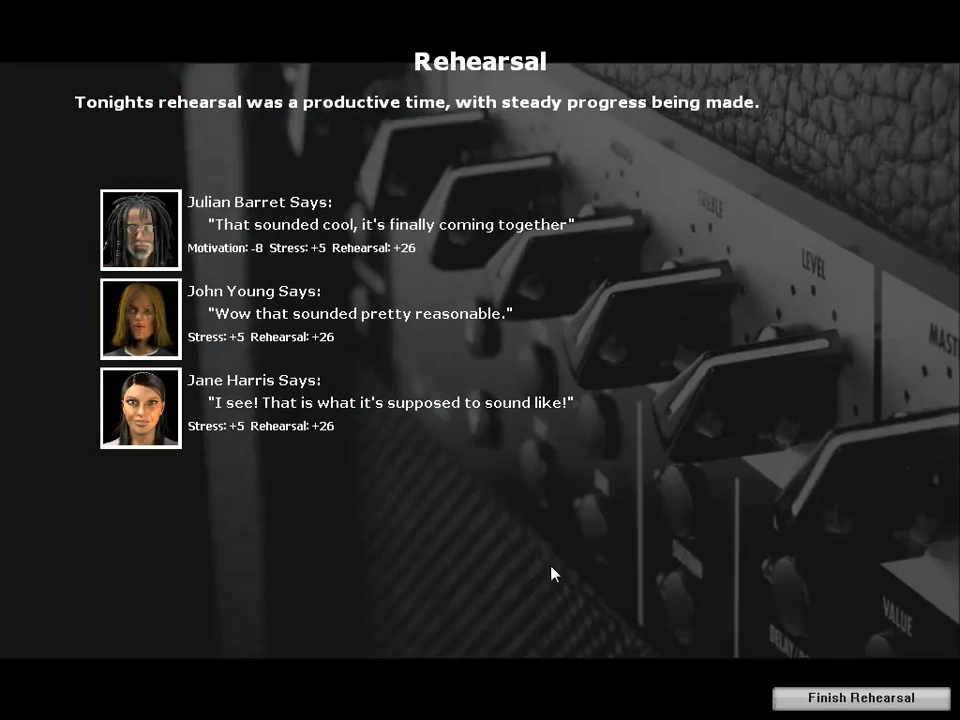 Rehearsal
Tonights rehearsal was a productive time, with steady progress being made.
Julian Barret Says:
"That sounded cool, it's finally coming together"
Motivation: -8 Stress: +5 Rehearsal: +26
John Young Says:
"Wow that sounded pretty reasonable."
Stress: +5 Rehearsal: +26
Jane Harris Says:
"I see! That is what it's supposed to sound like!"
Stress: +5 Rehearsal: +26
TREBLE
LEVEL
VALUE
Finish Rehearsal